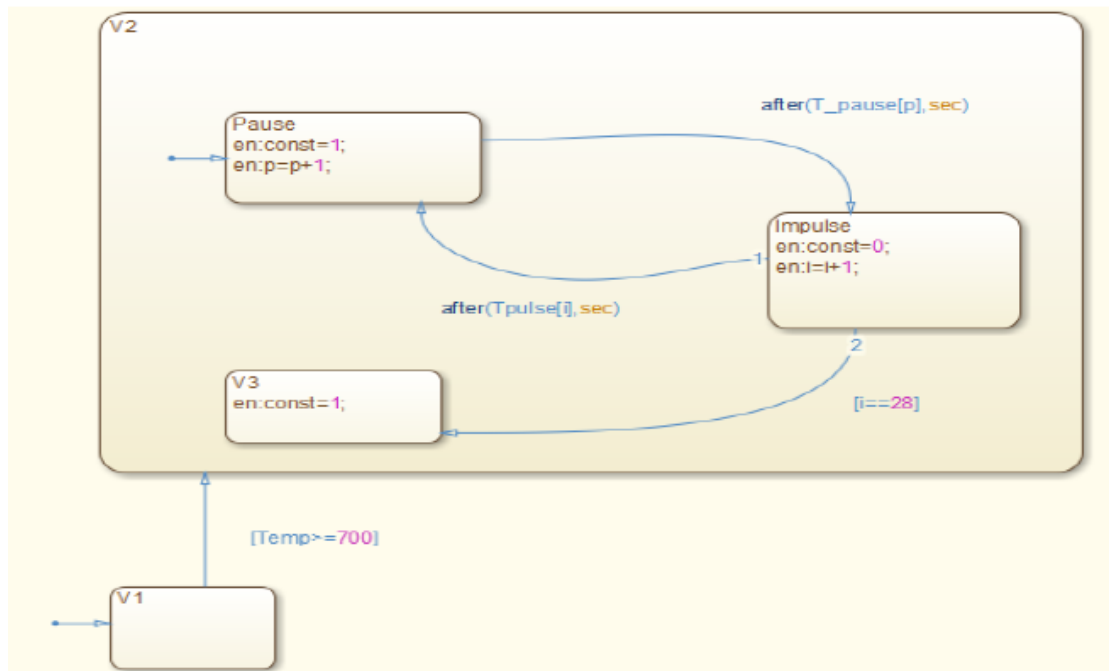 V2
after(T_pause[p],sec)
Pause
en:const=1;
en:p=p+1;
Impulse
en:const=0;
en:i=i+1;
1
after(Tpulse[i],sec)
2
V3
en:const=1;
[i==28]
[Temp>=700]
V1